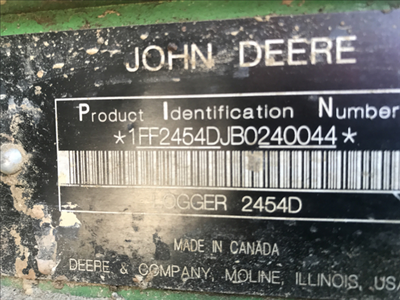 JOHN DEERE
Product Identification Number
*1FF2454DJB0240044*
OGGER 2454D
MADE IN CANADA
DEERE & COMPANY, MOLINE, ILLINOIS, USA